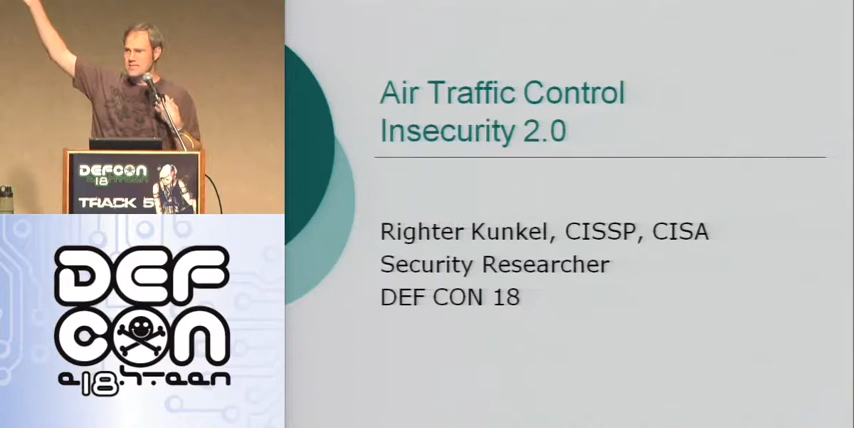 DEFCON
18
TRACK 5
DEF
CON
e18hteen
Air Traffic Control
Insecurity 2.0
Righter Kunkel, CISSP, CISA
Security Researcher
DEF CON 18